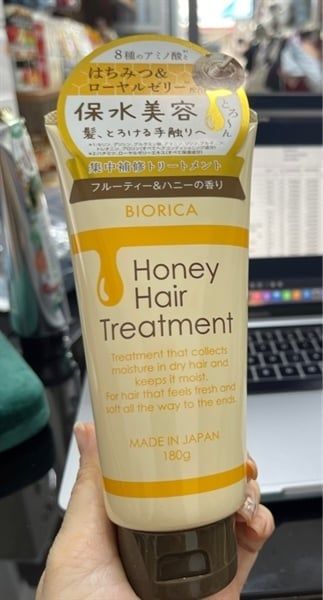 8種のアミノ酸*1と
はちみつ&
ローヤルゼリー
とろ〜ん
保水美容
髪、とろける手触りへ
集中補修トリートメント
フルーティー&ハニーの香り
BIORICA
Honey
Hair
Treatment
Treatment that collects
moisture in dry hair and
keeps it moist.
For hair that feels fresh and
soft all the way to the ends.
MADE IN JAPAN
180g